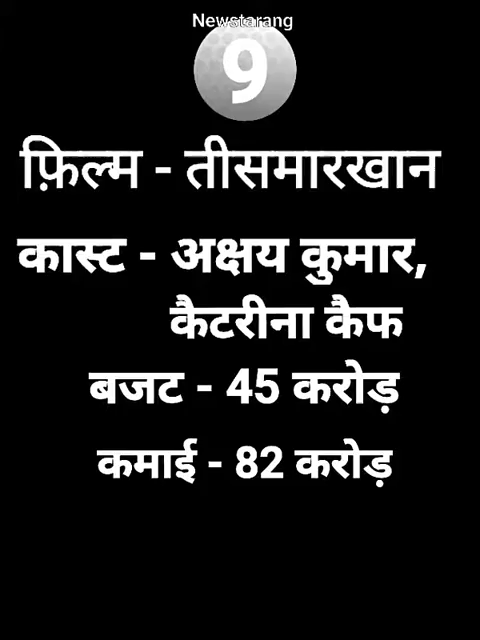 Newstarang
9
फ़िल्म - तीसमारखान
कास्ट - अक्षय कुमार,
कैटरीना कैफ
बजट - 45 करोड़
कमाई - 82 करोड़